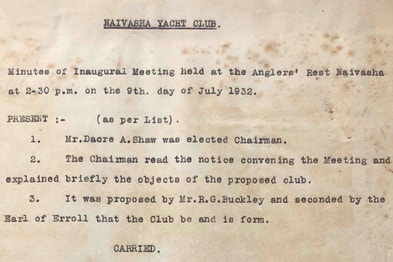 NAIVASHA YACHT CLUB.
Minutes of Inaugural Meeting held at the Anglers' Rest Naivasha
at 2-30 p.m. on the 9th. day of July 1932.
PRESENT :- (as per List).
1. Mr.Dacre A.Shaw was elected Chairman.
2. The Chairman read the notice convening the Meeting and
explained briefly the objects of the proposed club.
3. It was proposed by Mr.R.G.Buckley and seconded by the
Earl of Erroll that the Club be and is form.
CARRIED.